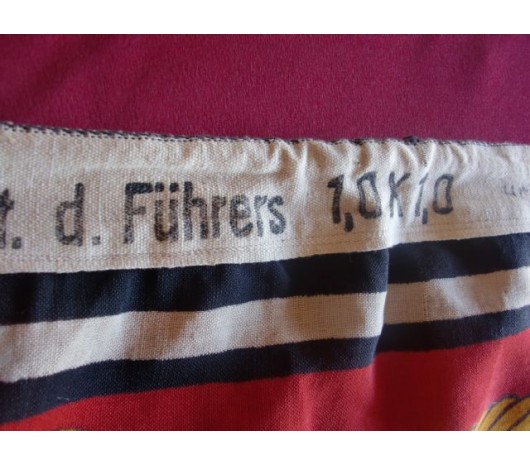 t. d. Führers 1,0X1,0